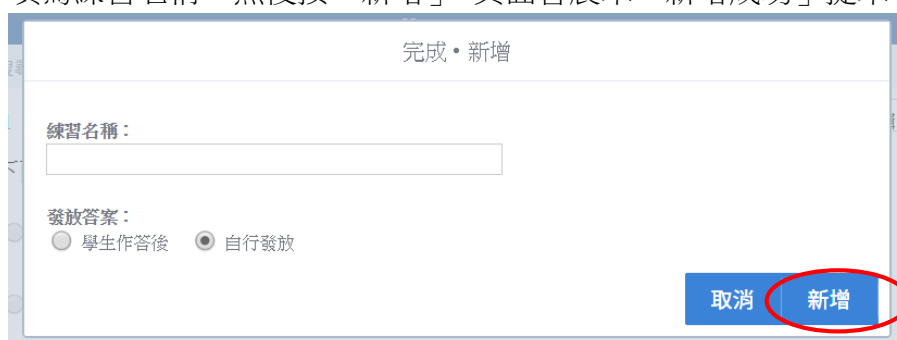 完成•新增
練習名稱：
發放答案：
學生作答後 自行發放
取消 新增